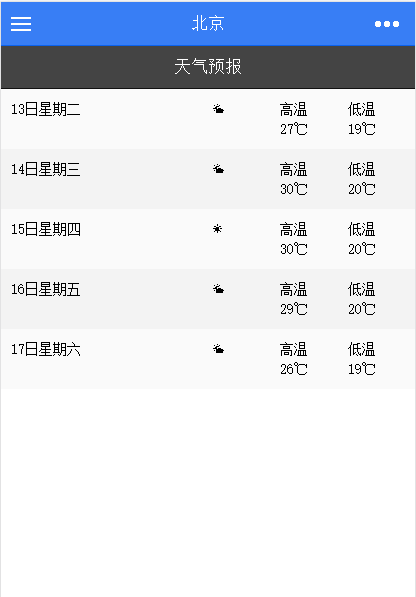 北京
天气预报
13日星期二 高温 低温
27℃ 19℃
14日星期三 高温 低温
30℃ 20℃
15日星期四 高温 低温
30℃ 20℃
16日星期五 高温 低温
29℃ 20℃
17日星期六 高温 低温
26℃ 19℃